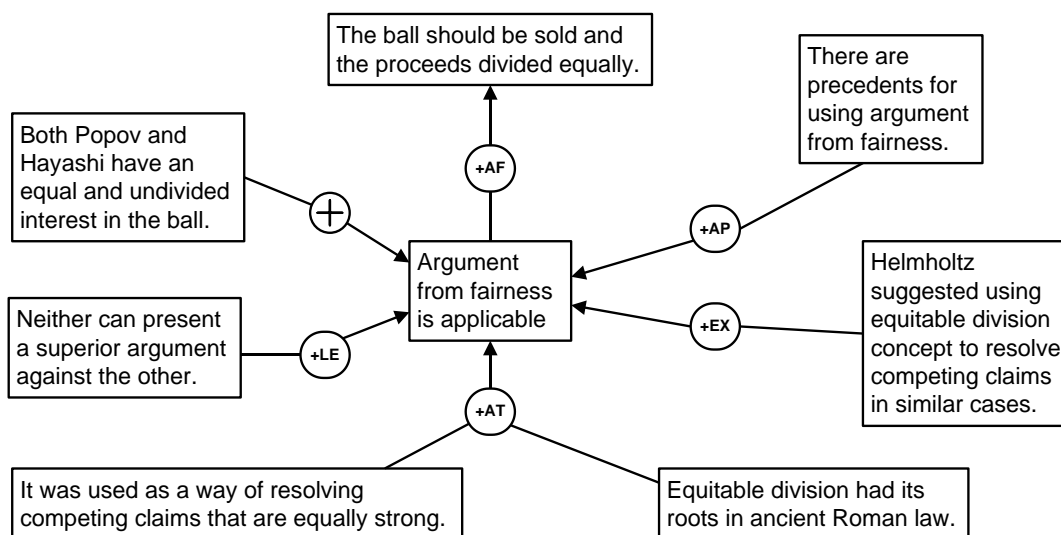 The ball should be sold and
the proceeds divided equally.
There are
precedents for
using argument
from fairness.
Both Popov and
Hayashi have an
equal and undivided
interest in the ball.
+AF
+
+AP
Argument
from fairness
is applicable
Helmholtz
suggested using
equitable division
concept to resolve
competing claims
in similar cases.
Neither can present
a superior argument
against the other.
+LE
+EX
+AT
It was used as a way of resolving
competing claims that are equally strong.
Equitable division had its
roots in ancient Roman law.